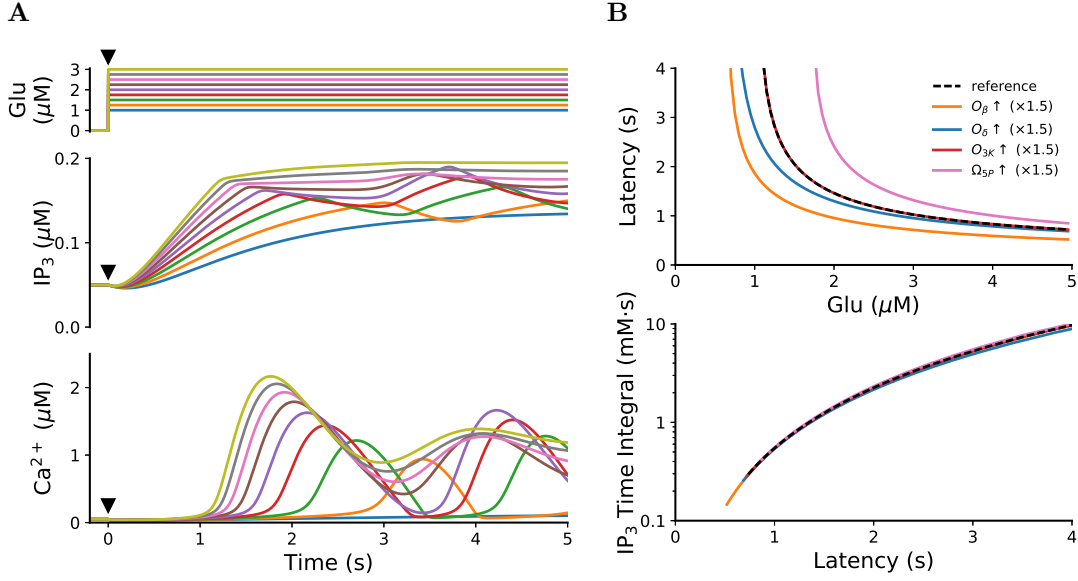 A
B
Glu
(μM)
3
2
1
0
IP3 (μM)
0.2
0.1
0.0
Ca2+ (μM)
2
1
0
0 1 2 3 4 5
Time (s)
Latency (s)
4
3
2
1
0
reference
Oβ ↑ (×1.5)
Oδ ↑ (×1.5)
O3K ↑ (×1.5)
Ω5P ↑ (×1.5)
0 1 2 3 4 5
Glu (μM)
IP3 Time Integral (mM·s)
10
1
0.1
0 1 2 3 4
Latency (s)